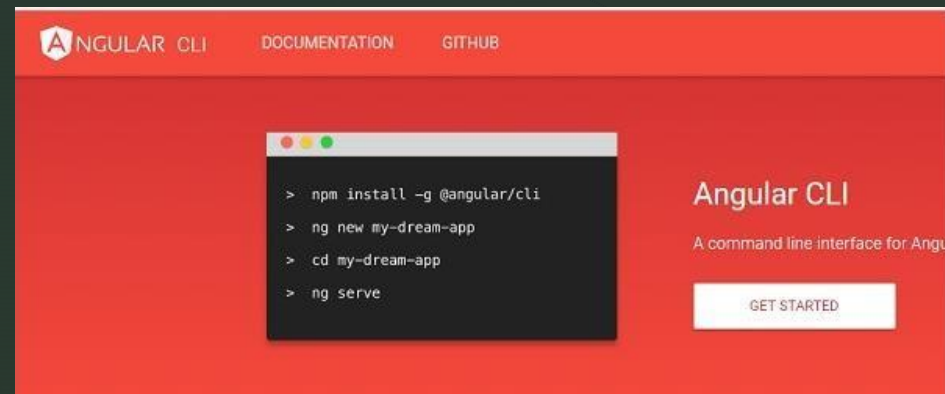 ANGULAR CLI DOCUMENTATION GITHUB
> npm install -g @angular/cli
> ng new my-dream-app
> cd my-dream-app
> ng serve
Angular CLI
A command line interface for Angu
GET STARTED